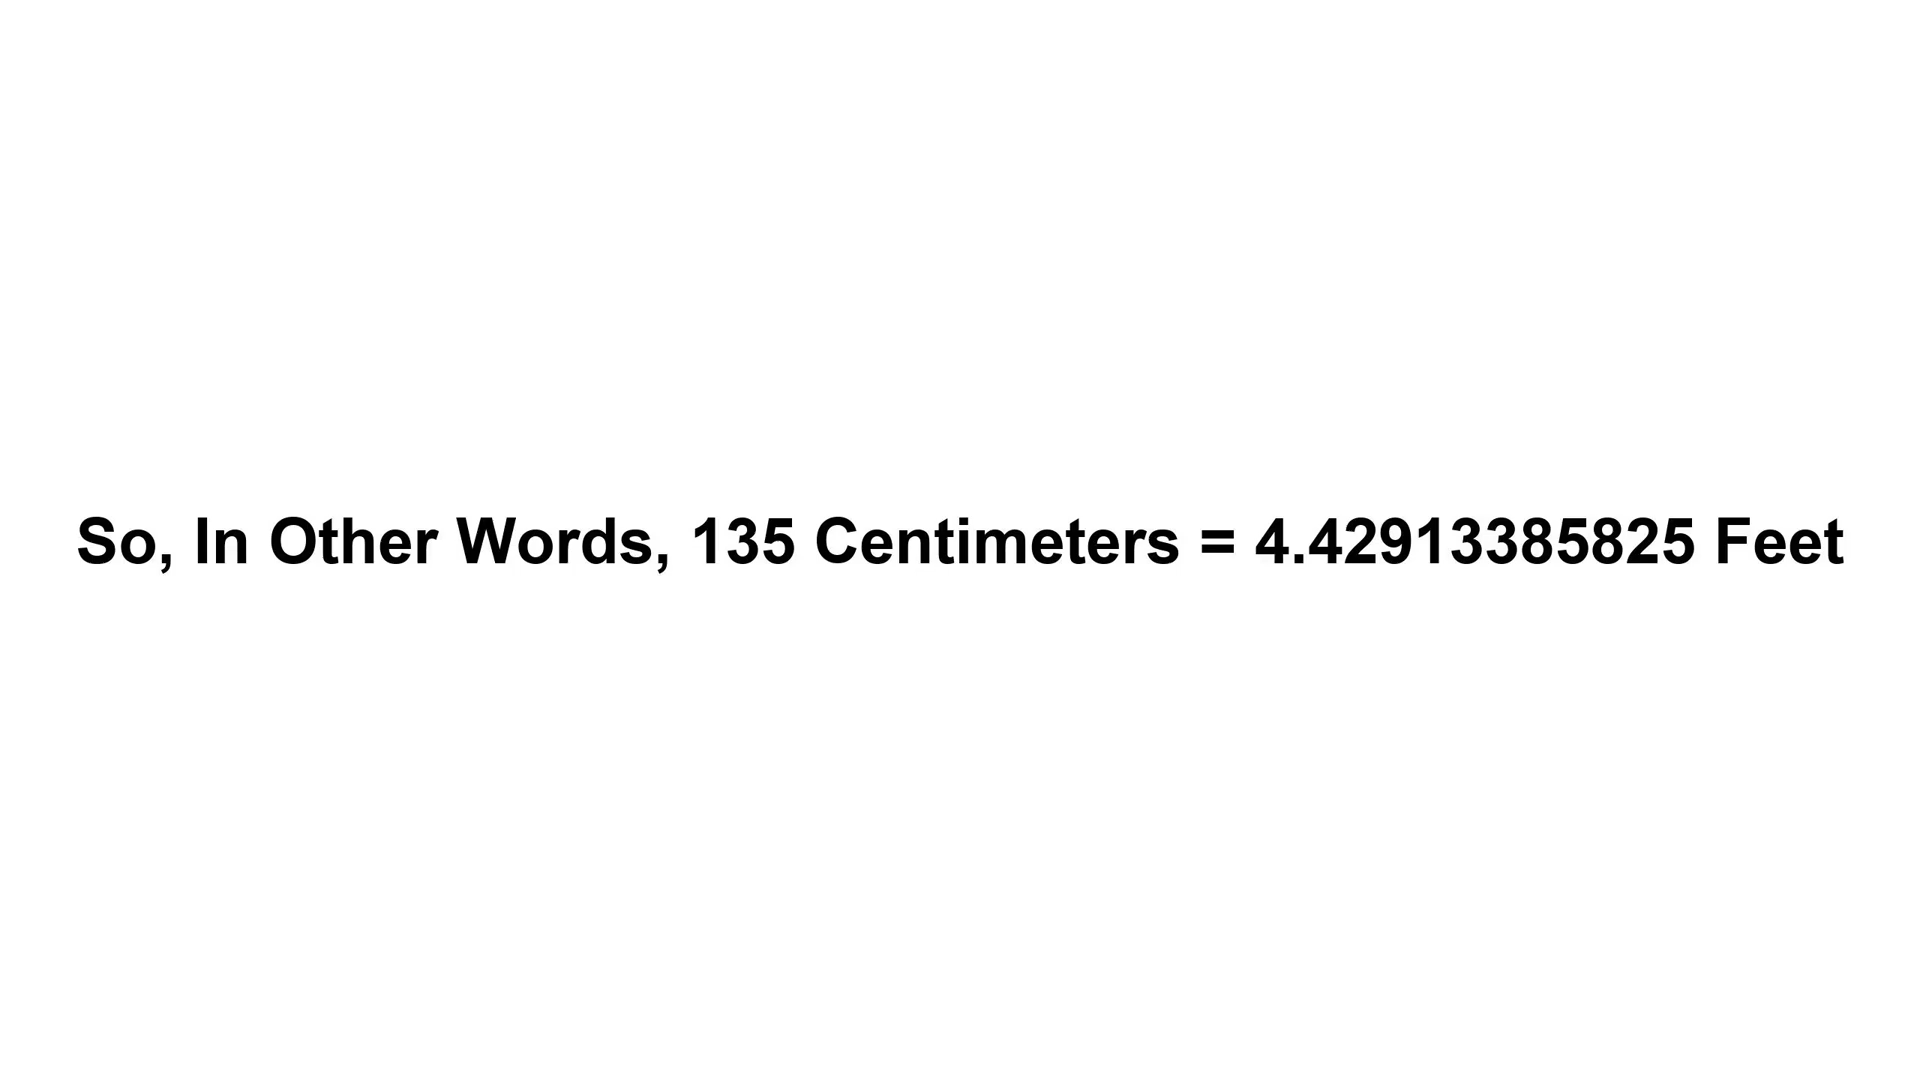 So, In Other Words, 135 Centimeters = 4.42913385825 Feet